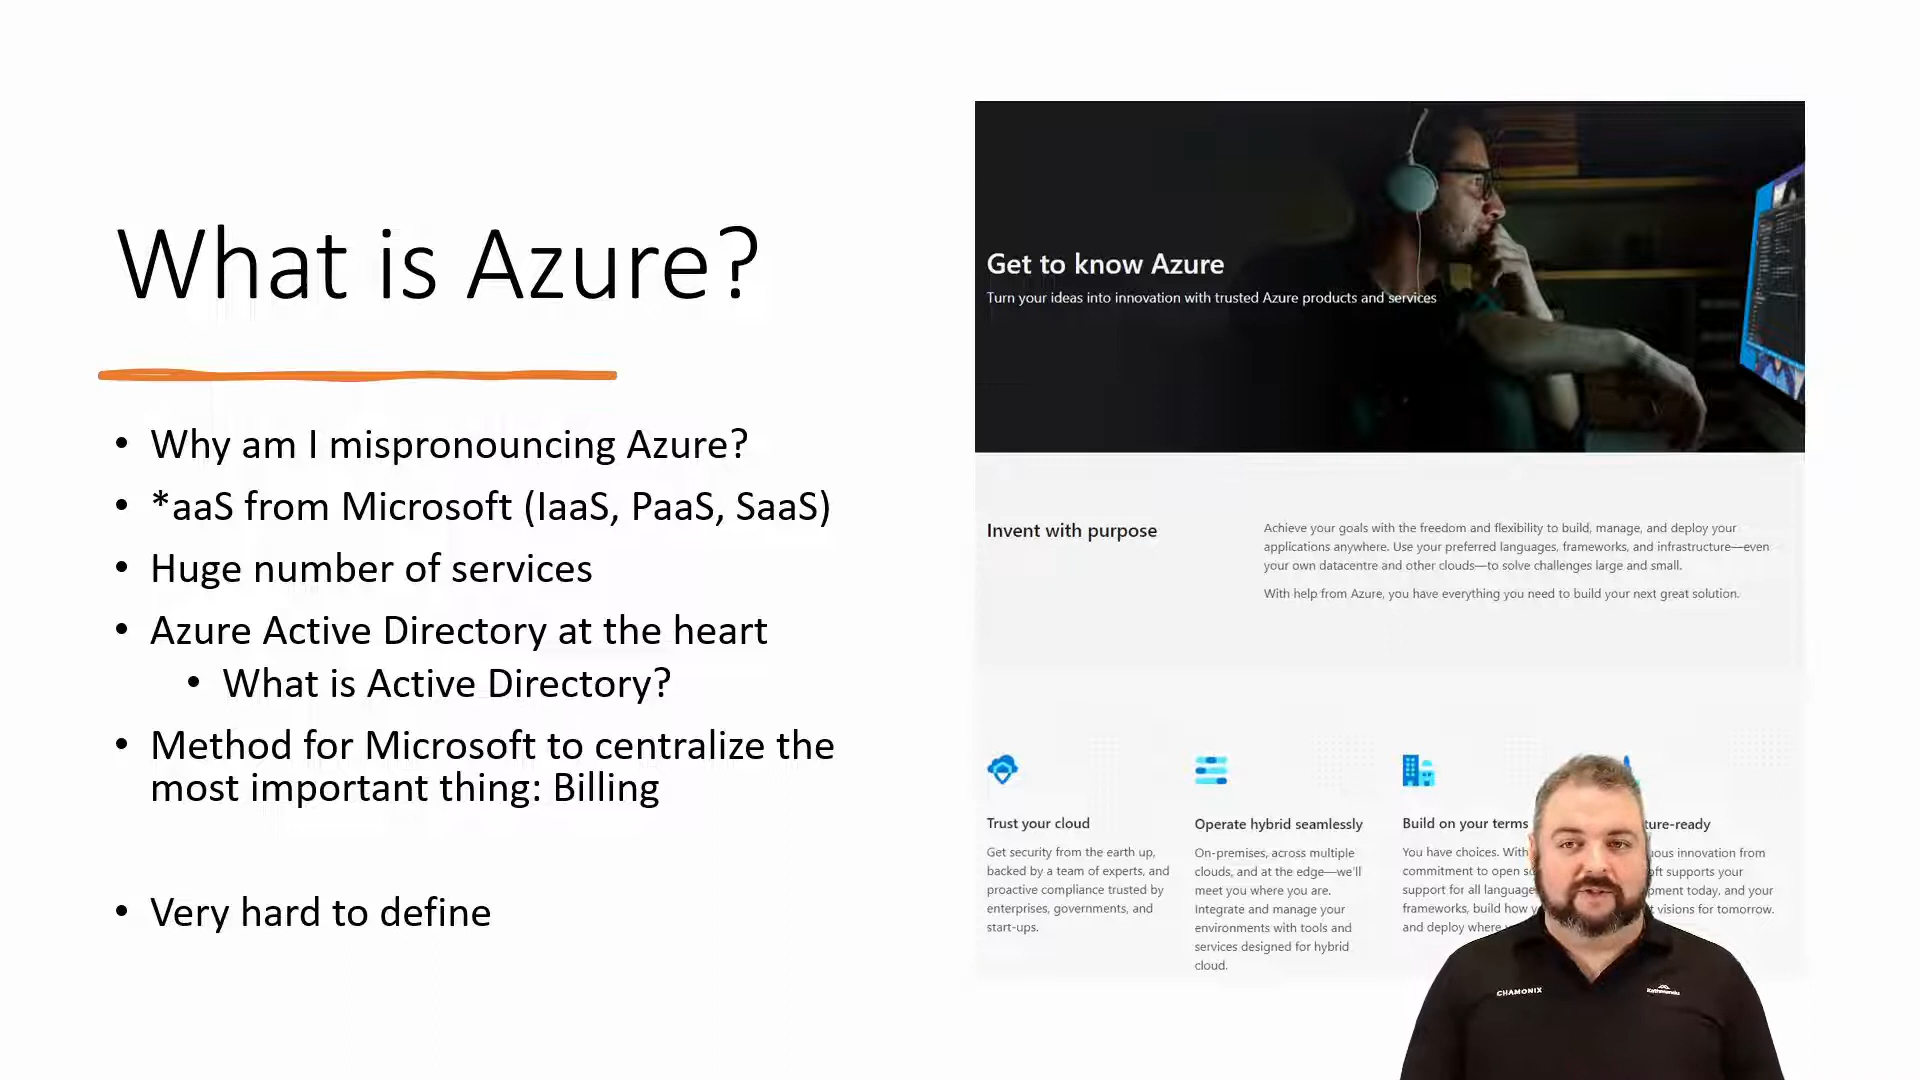 What is Azure?
• Why am I mispronouncing Azure?
• *aaS from Microsoft (IaaS, PaaS, SaaS)
• Huge number of services
• Azure Active Directory at the heart
• What is Active Directory?
• Method for Microsoft to centralize the
most important thing: Billing
• Very hard to define
Get to know Azure
Turn your ideas into innovation with trusted Azure products and services
Invent with purpose
Achieve your goals with the freedom and flexibility to build, manage, and deploy your
applications anywhere. Use your preferred languages, frameworks, and infrastructure—even
your own datacentre and other clouds—to solve challenges large and small.
With help from Azure, you have everything you need to build your next great solution.
Trust your cloud
Get security from the earth up,
backed by a team of experts, and
proactive compliance trusted by
enterprises, governments, and
start-ups.
Operate hybrid seamlessly
On-premises, across multiple
clouds, and at the edge—we'll
meet you where you are.
Integrate and manage your
environments with tools and
services designed for hybrid
cloud.
Build on your terms
You have choices. With
commitment to open
support for all language
frameworks, build how
and deploy where
ture-ready
uous innovation from
oft supports your
pment today, and your
visions for tomorrow.
CHAMONIX
Kathmandu